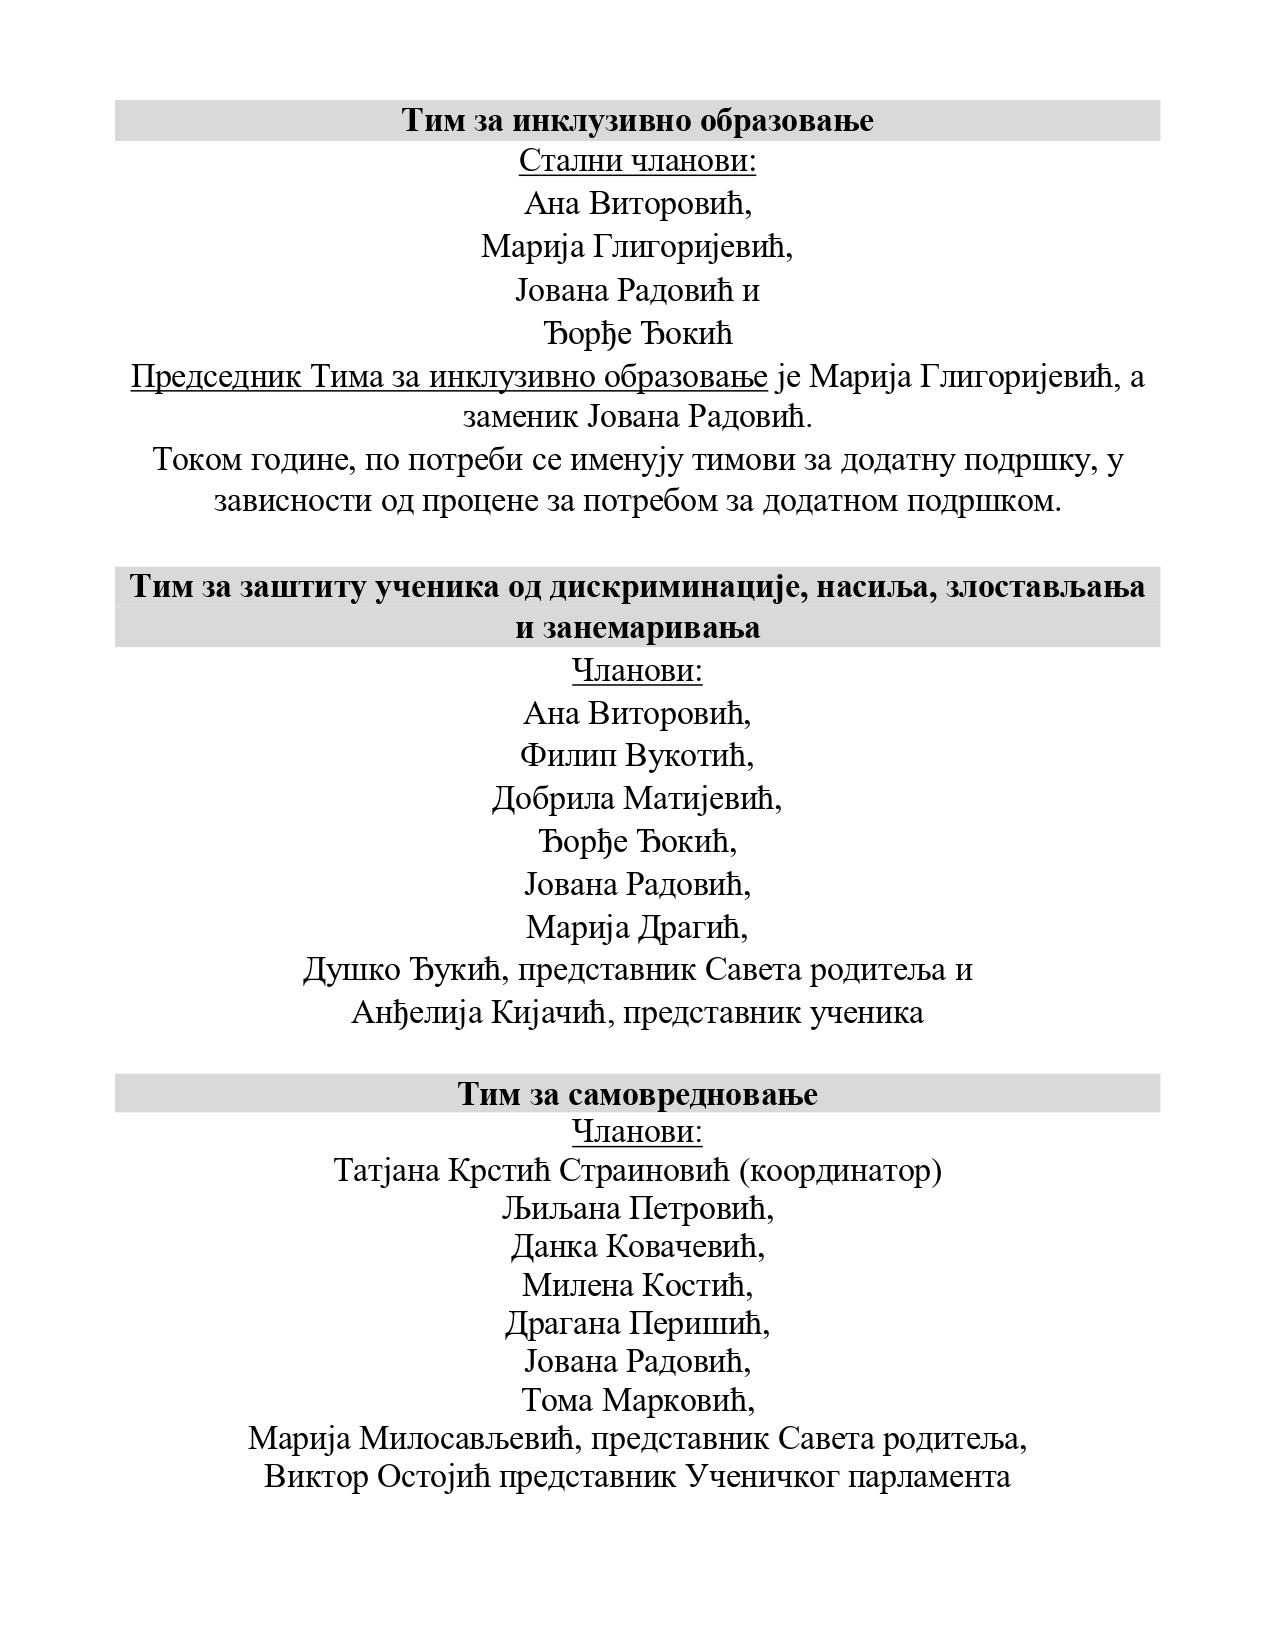 Тим за инклузивно образовање
Стални чланови:
Ана Виторовић,
Марија Глигоријевић,
Јована Радовић и
Ђорђе Ђокић
Председник Тима за инклузивно образовање је Марија Глигоријевић, а
заменик Јована Радовић.
Током године, по потреби се именују тимови за додатну подршку, у
зависности од процене за потребом за додатном подршком.
Тим за заштиту ученика од дискриминације, насиља, злостављања
и занемаривања
Чланови:
Ана Виторовић,
Филип Вукотић,
Добрила Матијевић,
Ђорђе Ђокић,
Јована Радовић,
Марија Драгић,
Душко Ђукић, представник Савета родитеља и
Анђелија Кијачић, представник ученика
Тим за самовредновање
Чланови:
Татјана Крстић Страиновић (координатор)
Љиљана Петровић,
Данка Ковачевић,
Милена Костић,
Драгана Перишић,
Јована Радовић,
Тома Марковић,
Марија Милосављевић, представник Савета родитеља,
Виктор Остојић представник Ученичког парламента